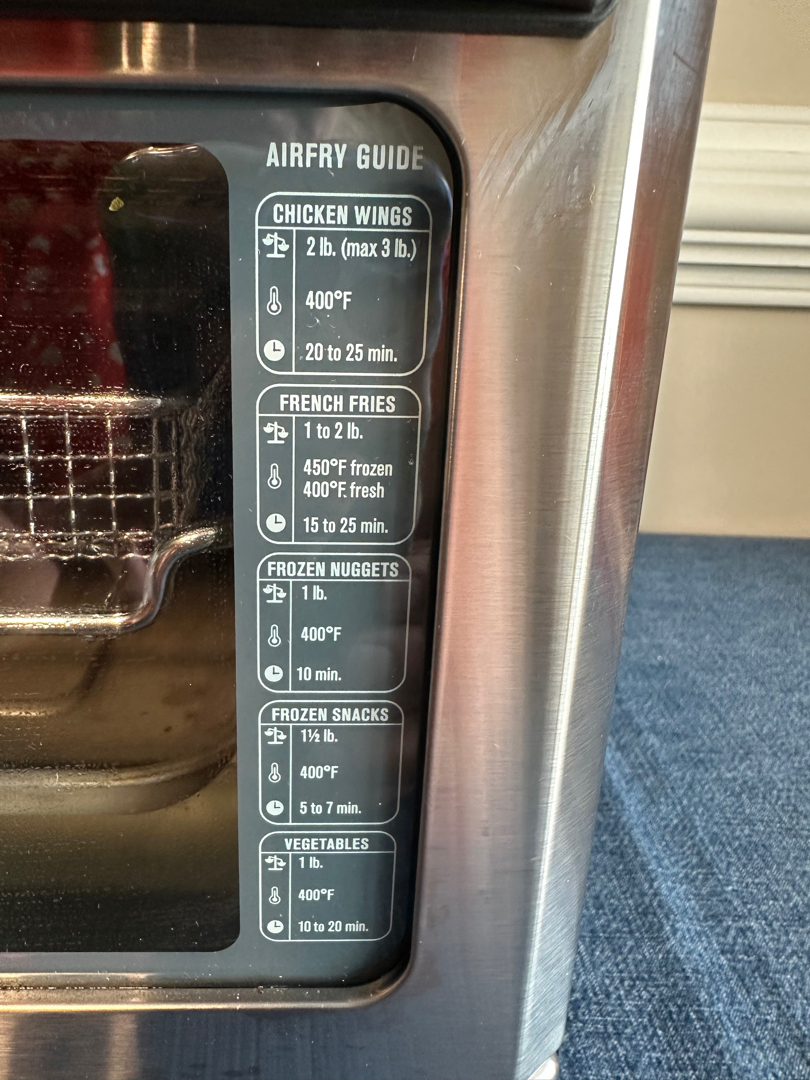 AIRFRY GUIDE
CHICKEN WINGS
2 lb. (max 3 lb.)
400°F
20 to 25 min.
FRENCH FRIES
1 to 2 lb.
450°F frozen
400°F fresh
15 to 25 min.
FROZEN NUGGETS
1 lb.
400°F
10 min.
FROZEN SNACKS
1½ lb.
400°F
5 to 7 min.
VEGETABLES
1 lb.
400°F
10 to 20 min.